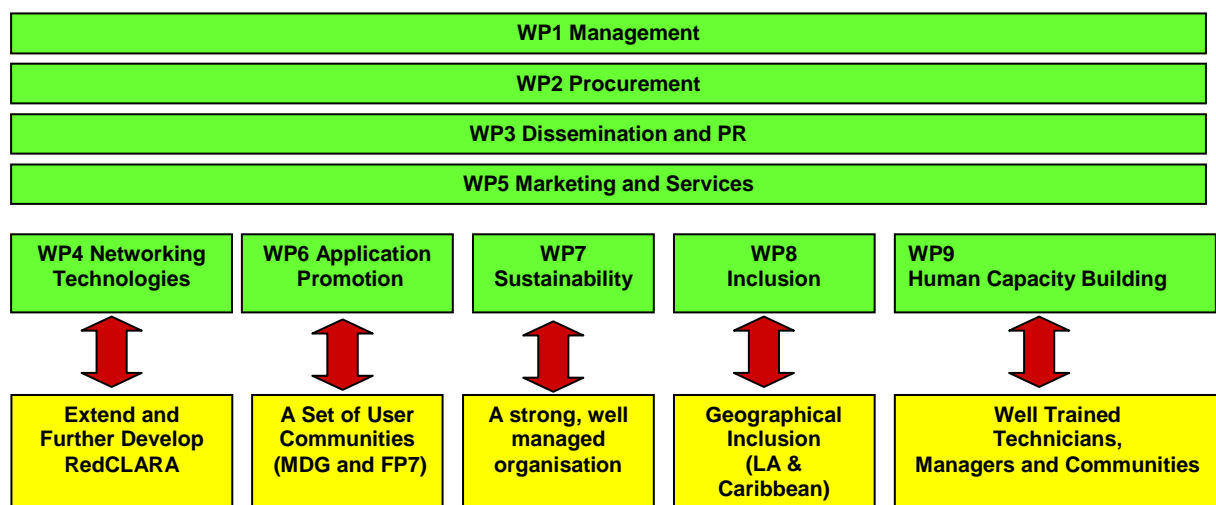 WP1 Management
WP2 Procurement
WP3 Dissemination and PR
WP5 Marketing and Services
WP4 Networking
Technologies
WP6 Application
Promotion
WP7
Sustainability
WP8
Inclusion
WP9
Human Capacity Building
Extend and
Further Develop
RedCLARA
A Set of User
Communities
(MDG and FP7)
A strong, well
managed
organisation
Geographical
Inclusion
(LA &
Caribbean)
Well Trained
Technicians,
Managers and Communities